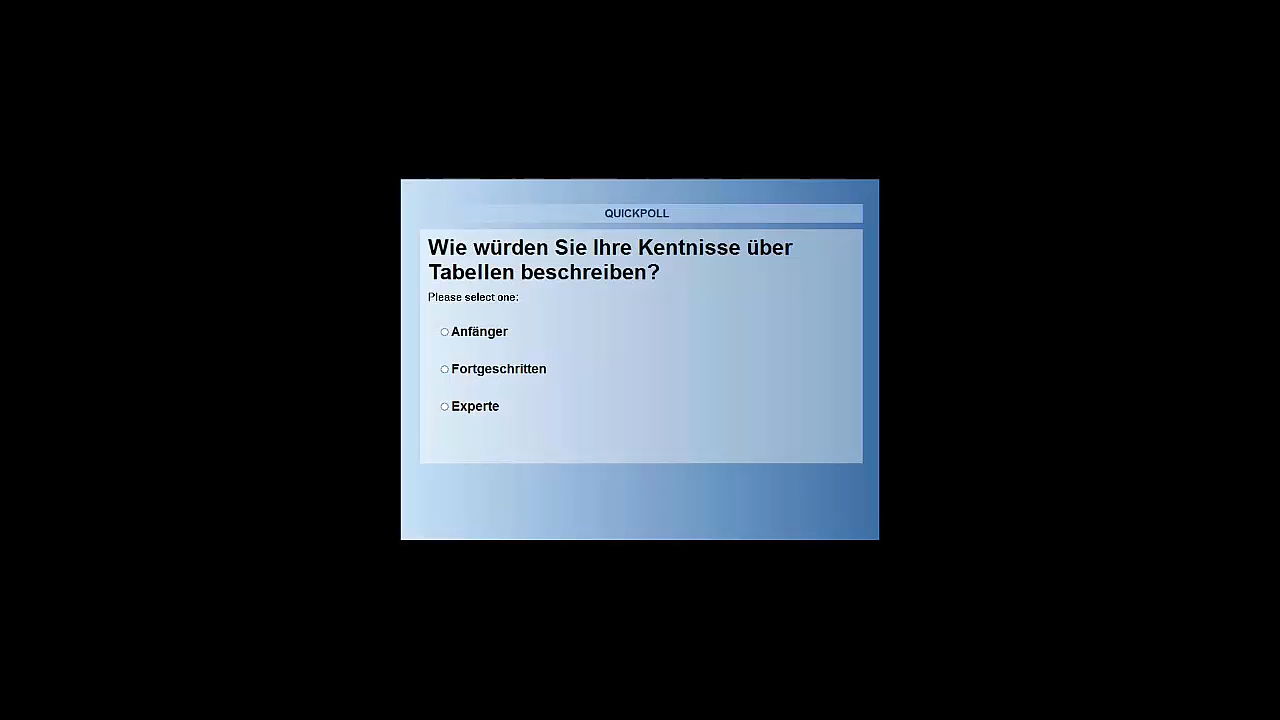 QUICKPOLL
Wie würden Sie Ihre Kentnisse über
Tabellen beschreiben?
Please select one:
Anfänger
Fortgeschritten
Experte